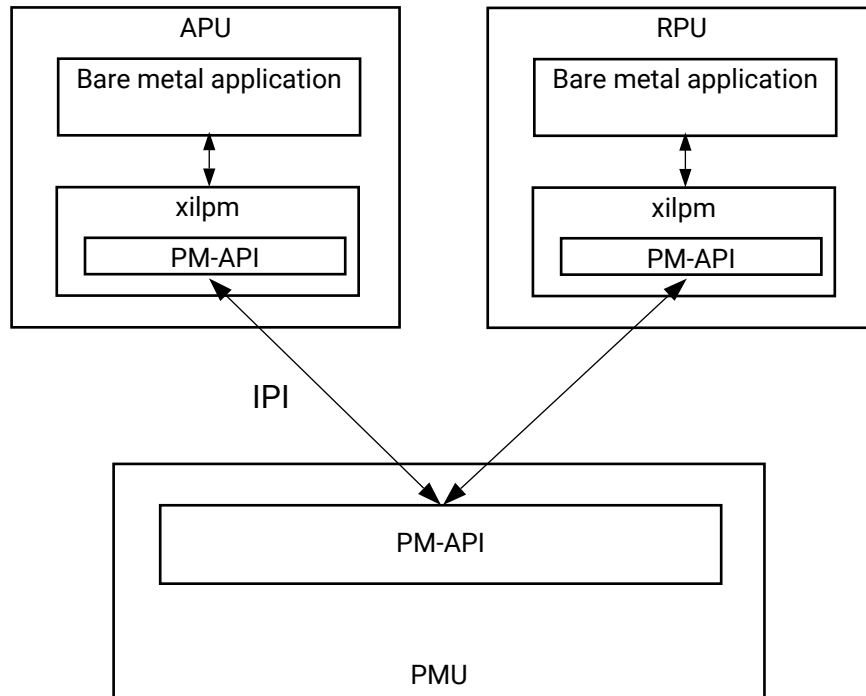 APU
Bare metal application
xilpm
PM-API
RPU
Bare metal application
xilpm
PM-API
IPI
PM-API
PMU